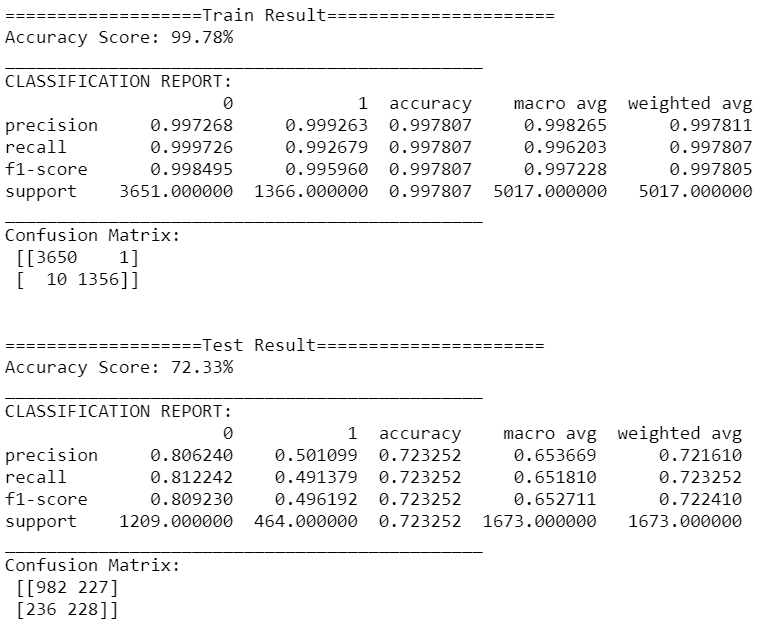 ===================Train Result======================
Accuracy Score: 99.78%
_______________________________________________
CLASSIFICATION REPORT:
                     0            1  accuracy    macro avg  weighted avg
precision     0.997268     0.999263  0.997807     0.998265      0.997811
recall        0.999726     0.992679  0.997807     0.996203      0.997807
f1-score      0.998495     0.995960  0.997807     0.997228      0.997805
support    3651.000000  1366.000000  0.997807  5017.000000   5017.000000
_______________________________________________
Confusion Matrix:
 [[3650    1]
 [  10 1356]]
===================Test Result======================
Accuracy Score: 72.33%
_______________________________________________
CLASSIFICATION REPORT:
                     0           1  accuracy    macro avg  weighted avg
precision     0.806240    0.501099  0.723252     0.653669      0.721610
recall        0.812242    0.491379  0.723252     0.651810      0.723252
f1-score      0.809230    0.496192  0.723252     0.652711      0.722410
support    1209.000000  464.000000  0.723252  1673.000000   1673.000000
_______________________________________________
Confusion Matrix:
 [[982 227]
 [236 228]]